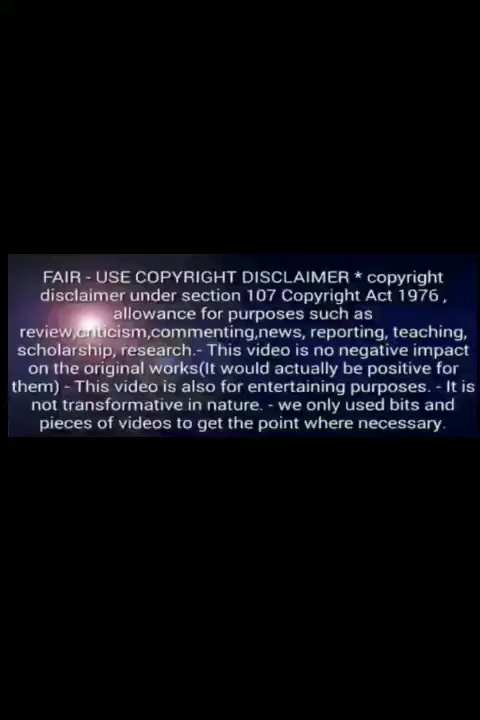 FAIR - USE COPYRIGHT DISCLAIMER * copyright
disclaimer under section 107 Copyright Act 1976 ,
allowance for purposes such as
review,criticism,commenting,news, reporting, teaching,
scholarship, research.- This video is no negative impact
on the original works(It would actually be positive for
them) - This video is also for entertaining purposes. - It is
not transformative in nature. - we only used bits and
pieces of videos to get the point where necessary.